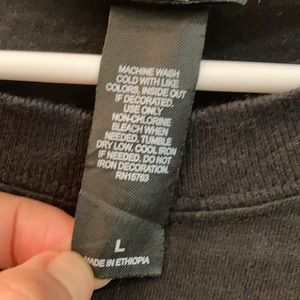 MACHINE WASH
COLD WITH LIKE
COLORS, INSIDE OUT
IF DECORATED.
USE ONLY
NON-CHLORINE
BLEACH WHEN
NEEDED. TUMBLE
DRY LOW. COOL IRON
IF NEEDED. DO NOT
IRON DECORATION.
RN15763
L
MADE IN ETHIOPIA